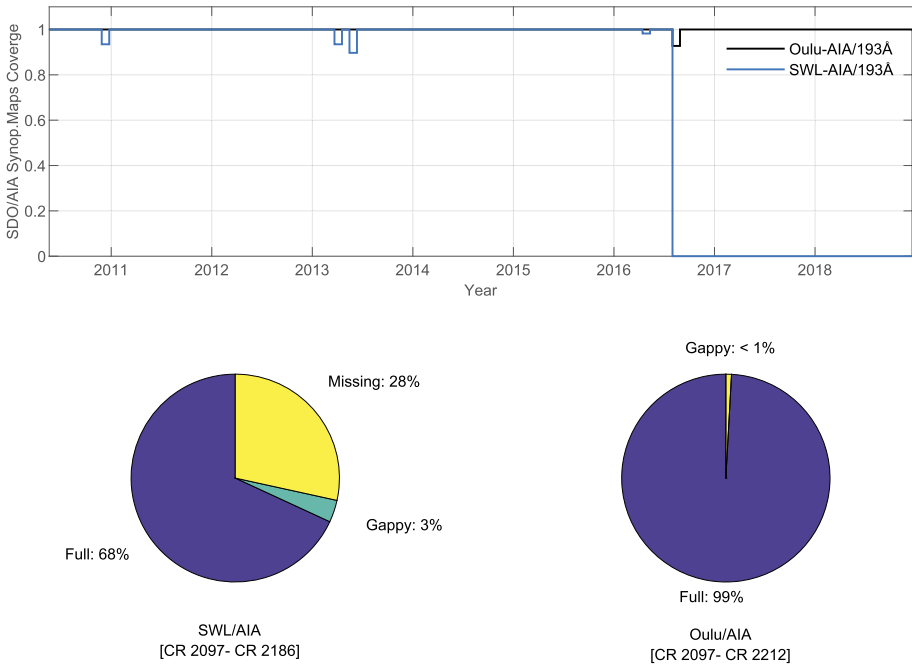 SDO/AIA Synop.Maps Coverge
1
0.8
0.6
0.4
0.2
0
Oulu-AIA/193Å
SWL-AIA/193Å
2011 2012 2013 2014 2015 2016 2017 2018
Year
Missing: 28%
Gappy: 3%
Full: 68%
SWL/AIA
[CR 2097- CR 2186]
Gappy: < 1%
Full: 99%
Oulu/AIA
[CR 2097- CR 2212]